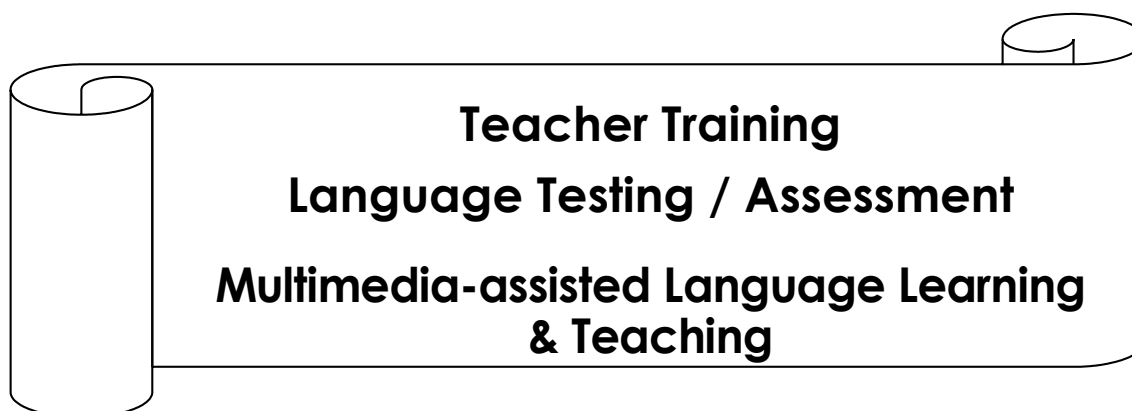 Teacher Training
Language Testing / Assessment
Multimedia-assisted Language Learning
& Teaching